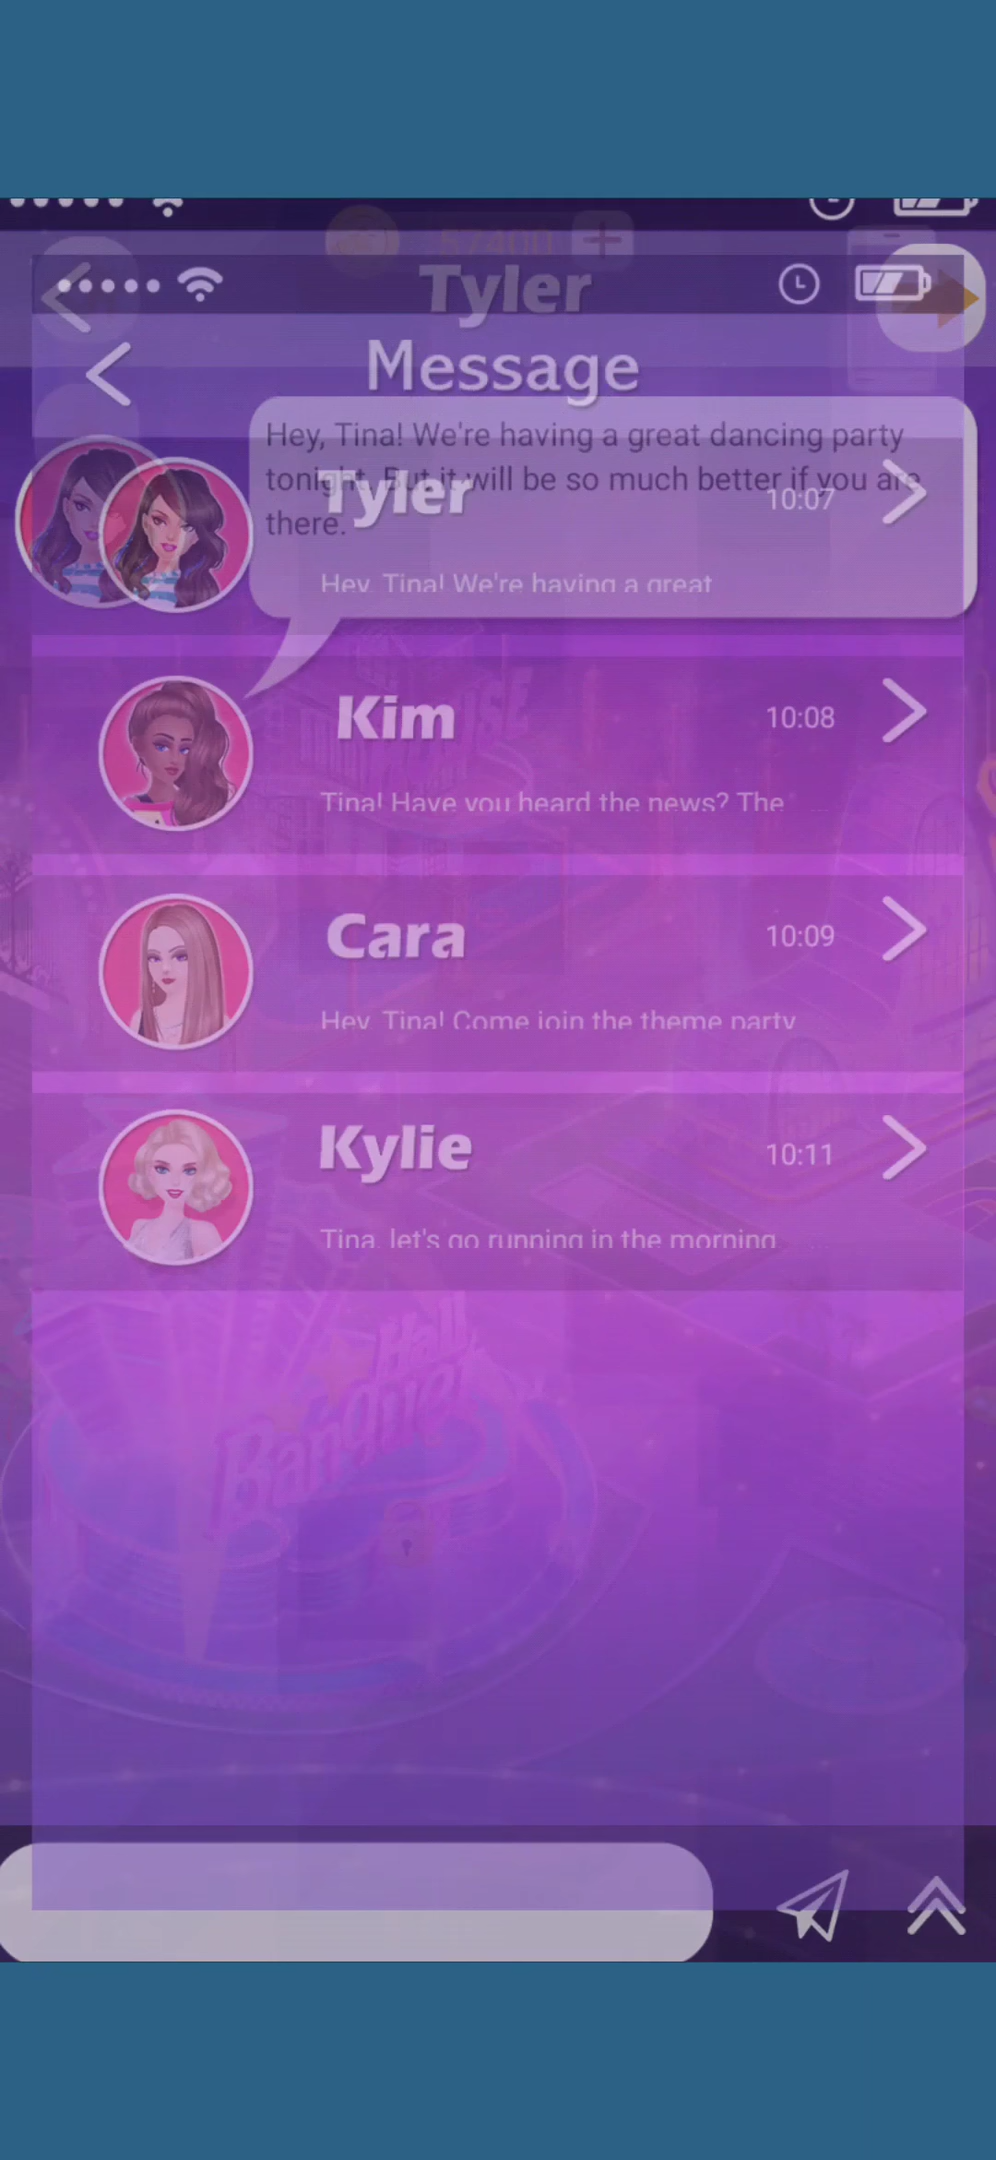 57400
Tyler
Message
Hey, Tina! We're having a great dancing party
tonight. But it will be so much better if you are
there.
Tyler
10:07
Hey, Tina! We're having a great
Kim
10:08
Tina! Have you heard the news? The
Cara
10:09
Hey, Tina! Come join the theme party
Kylie
10:11
Tina, let's go running in the morning
Hall
Banquet